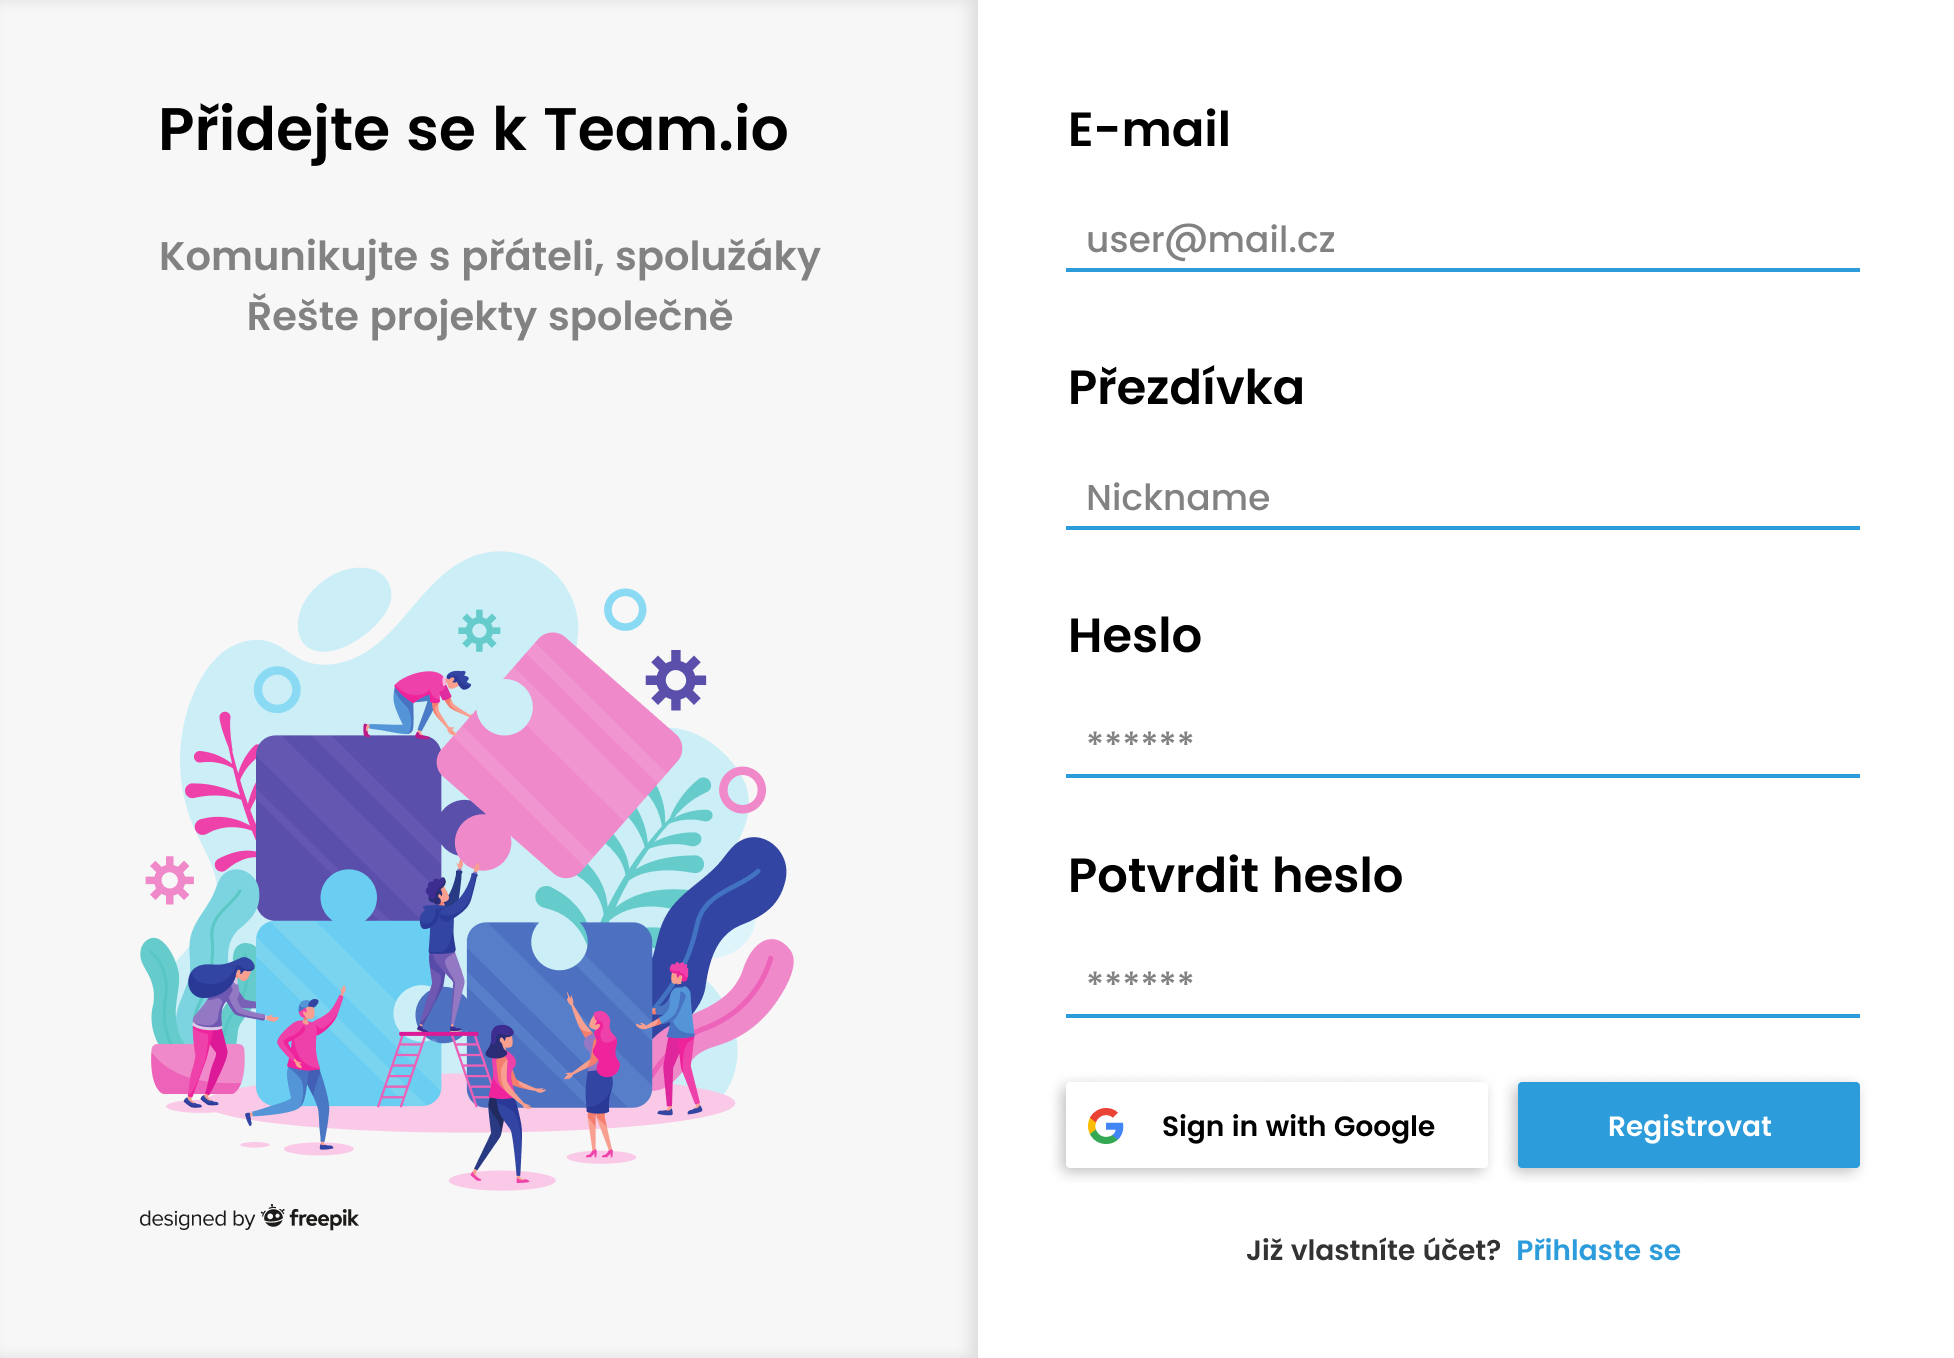 Přidejte se k Team.io
Komunikujte s přáteli, spolužáky
Řešte projekty společně
designed by freepik
E-mail
user@mail.cz
Přezdívka
Nickname
Heslo
******
Potvrdit heslo
******
Sign in with Google
Registrovat
Již vlastníte účet? Přihlaste se